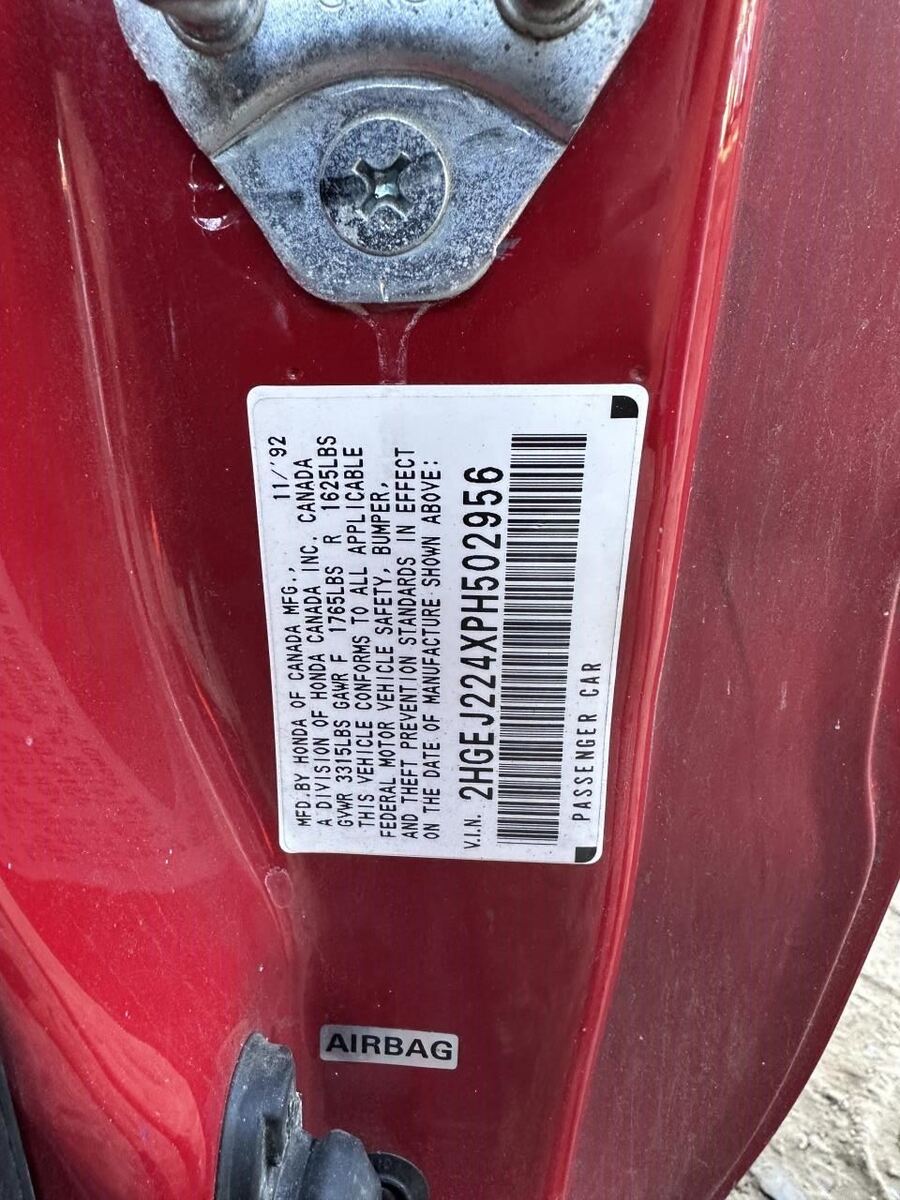 MFD.BY HONDA OF CANADA MFG., 11/'92
A DIVISION OF HONDA CANADA INC. CANADA
GVWR 3315LBS GAWR F 1765LBS R 1625LBS
THIS VEHICLE CONFORMS TO ALL APPLICABLE
FEDERAL MOTOR VEHICLE SAFETY, BUMPER,
AND THEFT PREVENTION STANDARDS IN EFFECT
ON THE DATE OF MANUFACTURE SHOWN ABOVE:
V.I.N. 2HGEJ224XPH502956
PASSENGER CAR
AIRBAG